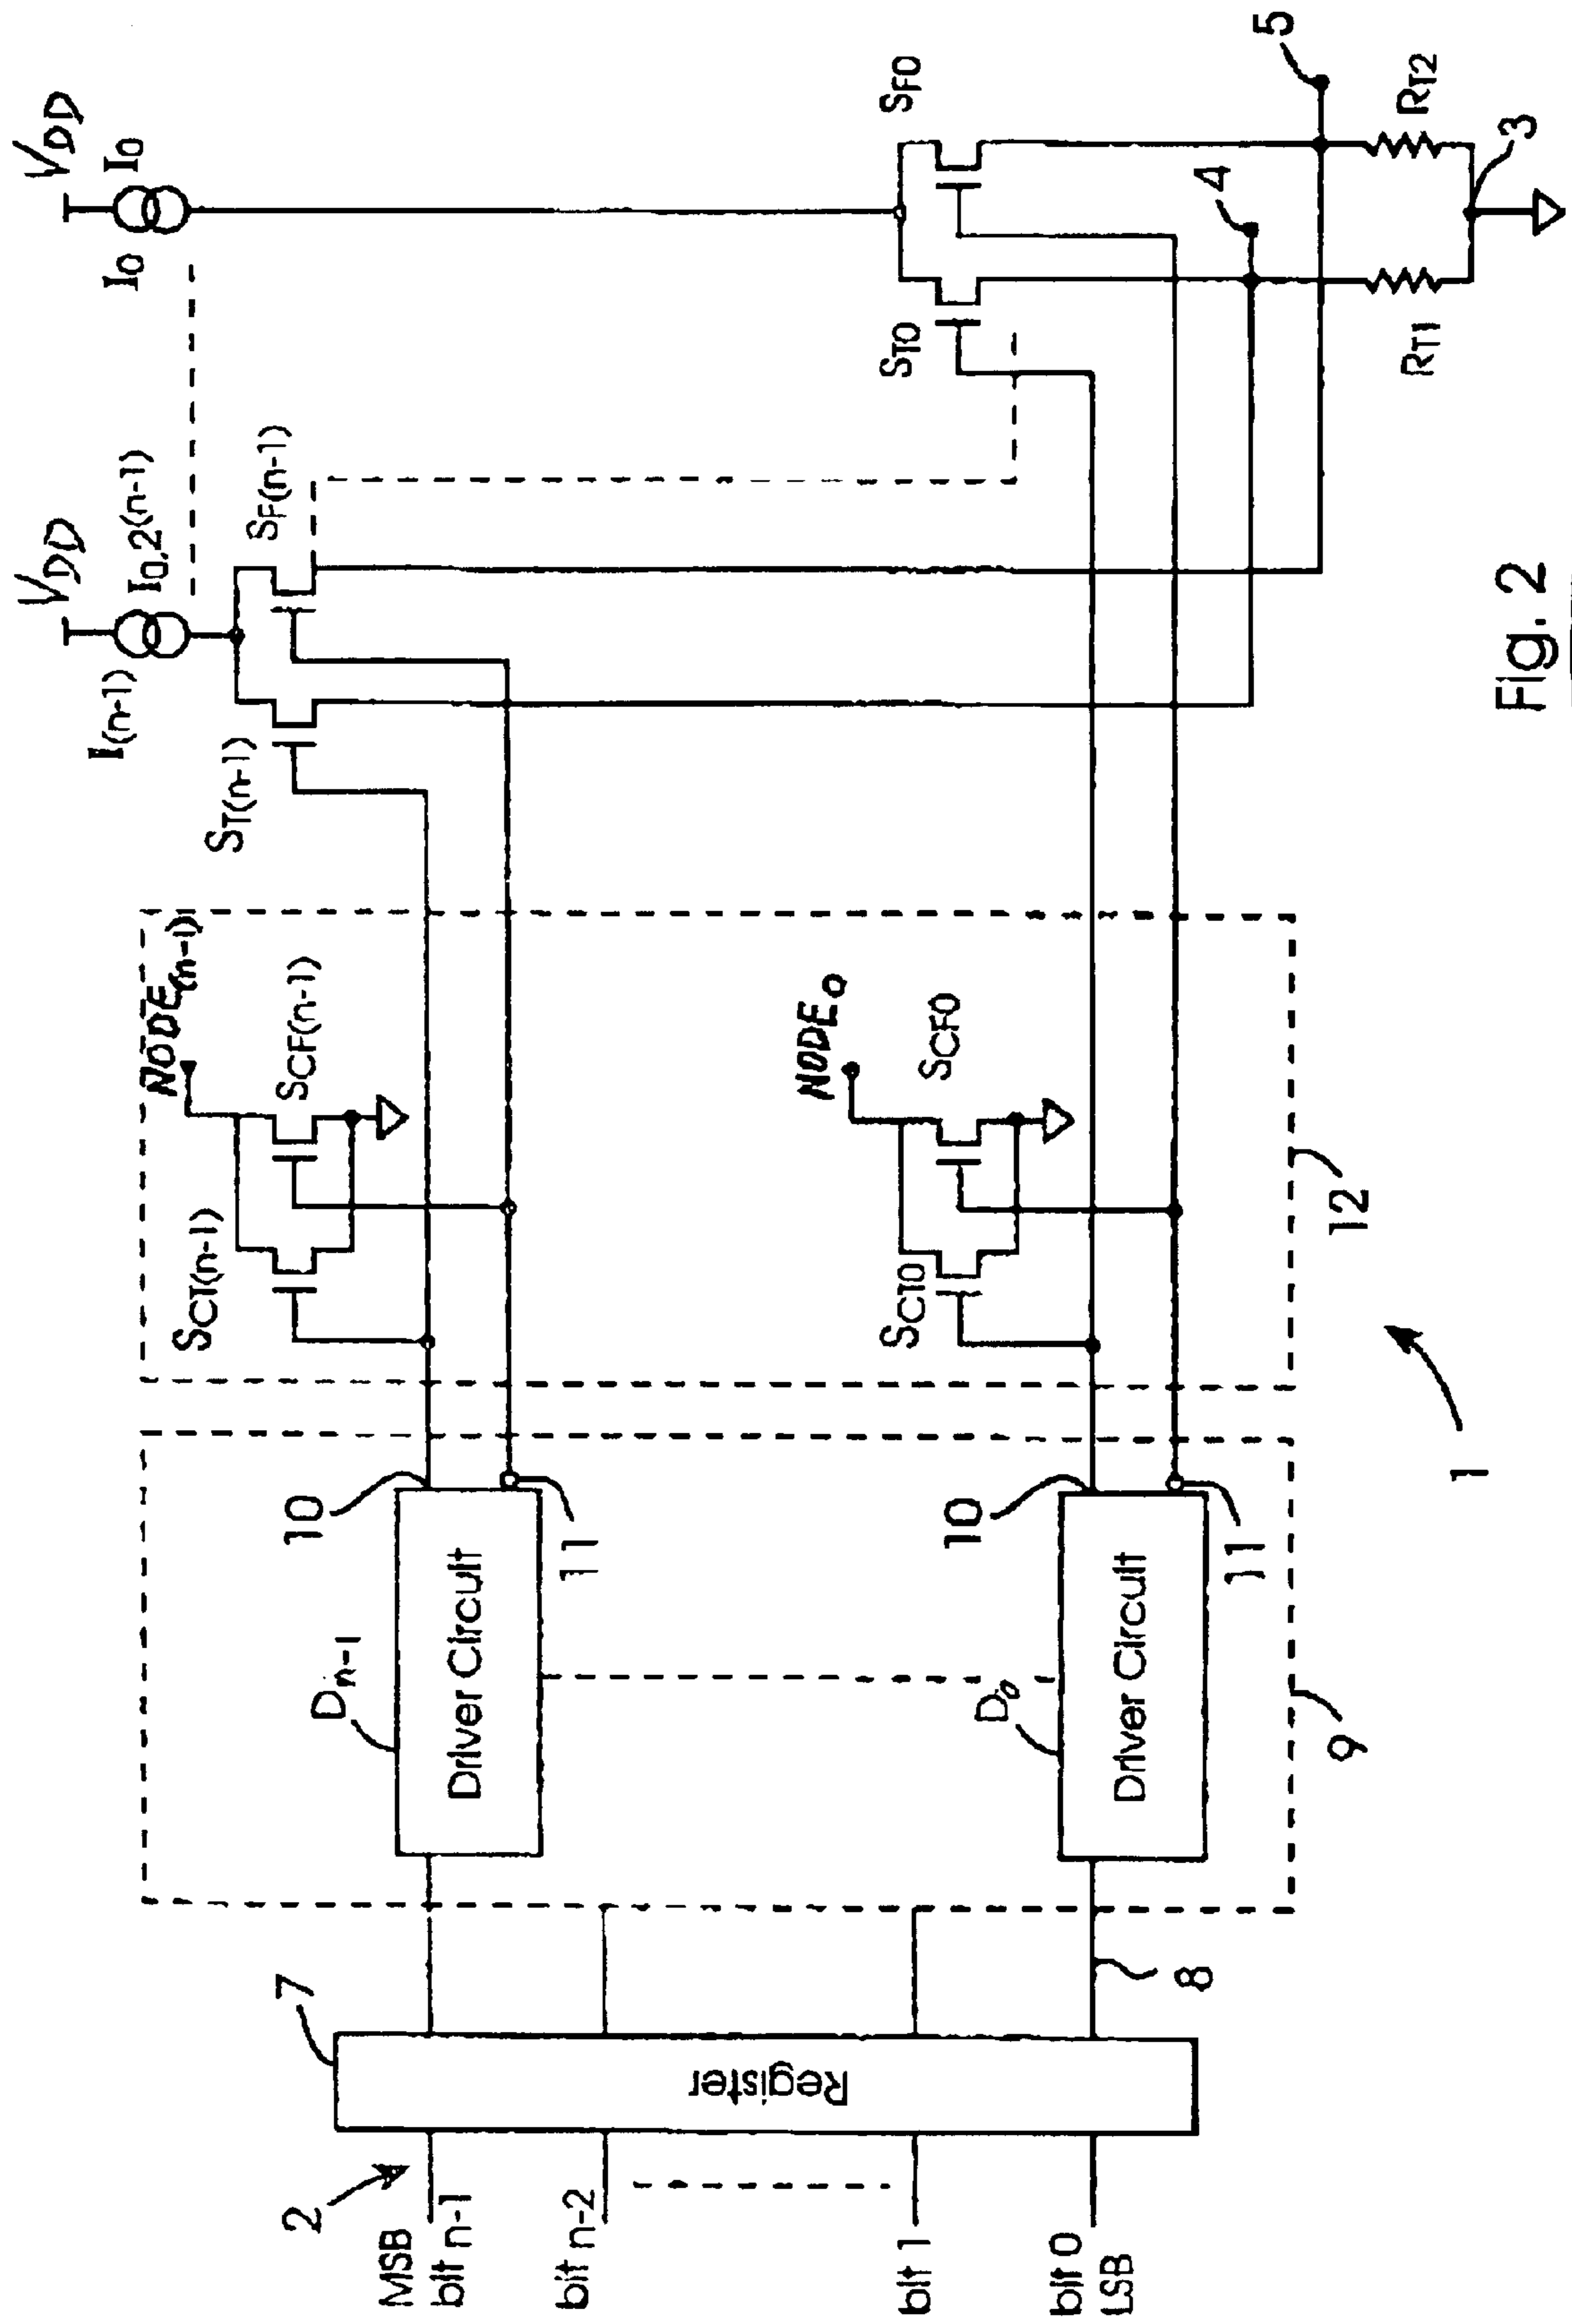 VDD
VDD
I(n-1)
I0,2(n-1)
I0
I0
ST(n-1)
SF(n-1)
NODE(n-1)
SCT(n-1)
SCF(n-1)
2
MSB
bit n-1
bit n-2
bit 1
bit 0
LSB
7
Register
8
Dn-1
Driver Circuit
10
11
D0
Driver Circuit
10
11
9
NODE0
SCT0
SCF0
12
ST0
SF0
4
5
RT1
RT2
3
1
Fig. 2